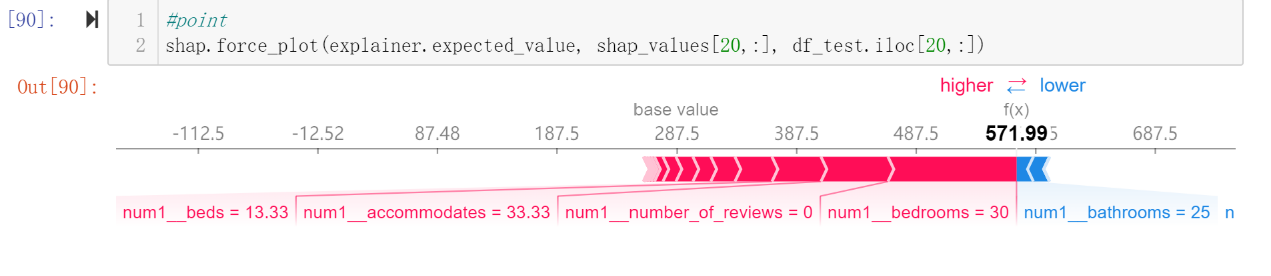 [90]:
1 #point
2 shap.force_plot(explainer.expected_value, shap_values[20,:], df_test.iloc[20,:])
Out[90]:
higher ⇄ lower
base value f(x)
-112.5 -12.52 87.48 187.5 287.5 387.5 487.5 571.99 5 687.5
num1__beds = 13.33 num1__accommodates = 33.33 num1__number_of_reviews = 0 num1__bedrooms = 30 num1__bathrooms = 25 n